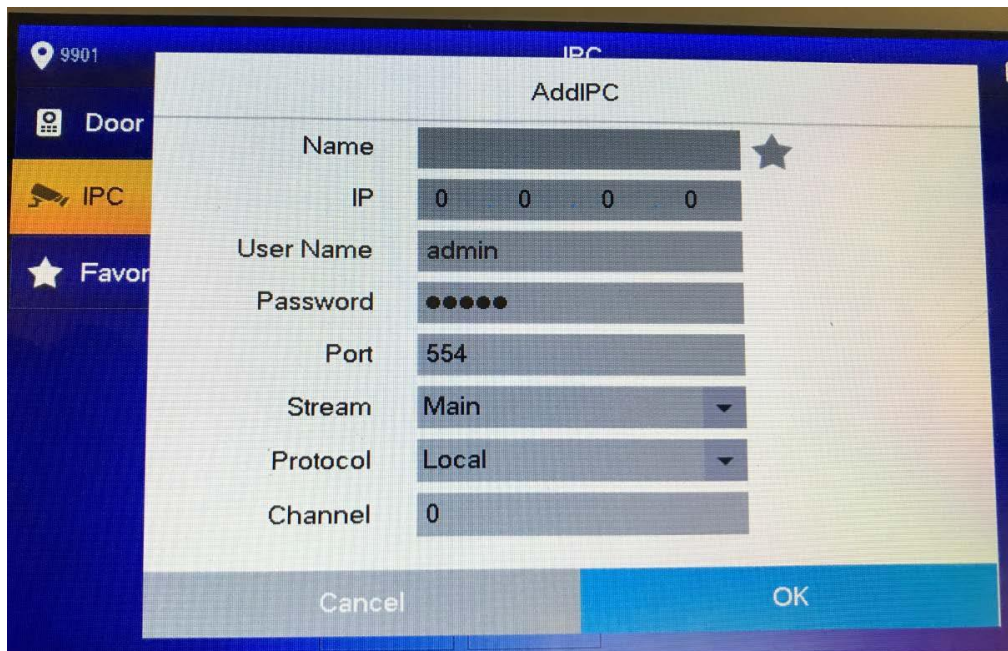 9901
IPC
AddIPC
Door
Name
IPC
IP 0 . 0 . 0 . 0
User Name admin
Favor
Password ●●●●●
Port 554
Stream Main
Protocol Local
Channel 0
Cancel OK